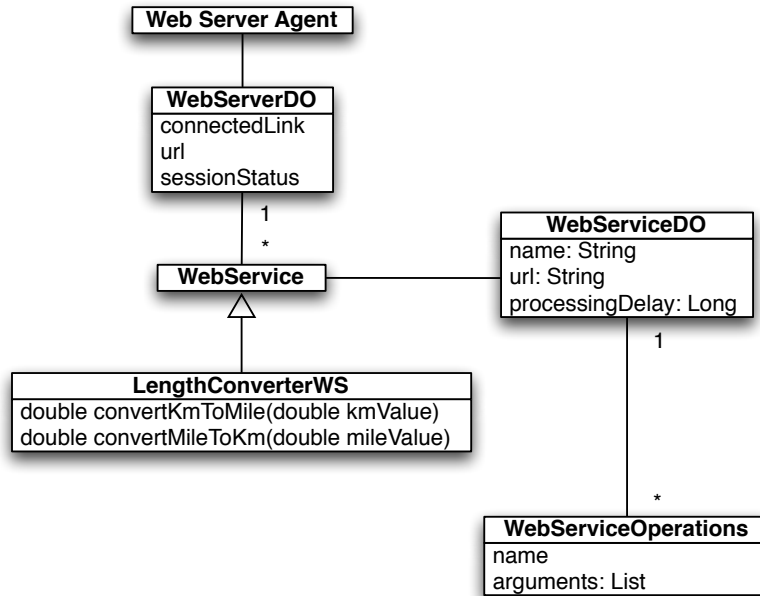 Web Server Agent
WebServerDO
connectedLink
url
sessionStatus
1
*
WebService
WebServiceDO
name: String
url: String
processingDelay: Long
1
*
LengthConverterWS
double convertKmToMile(double kmValue)
double convertMileToKm(double mileValue)
WebServiceOperations
name
arguments: List